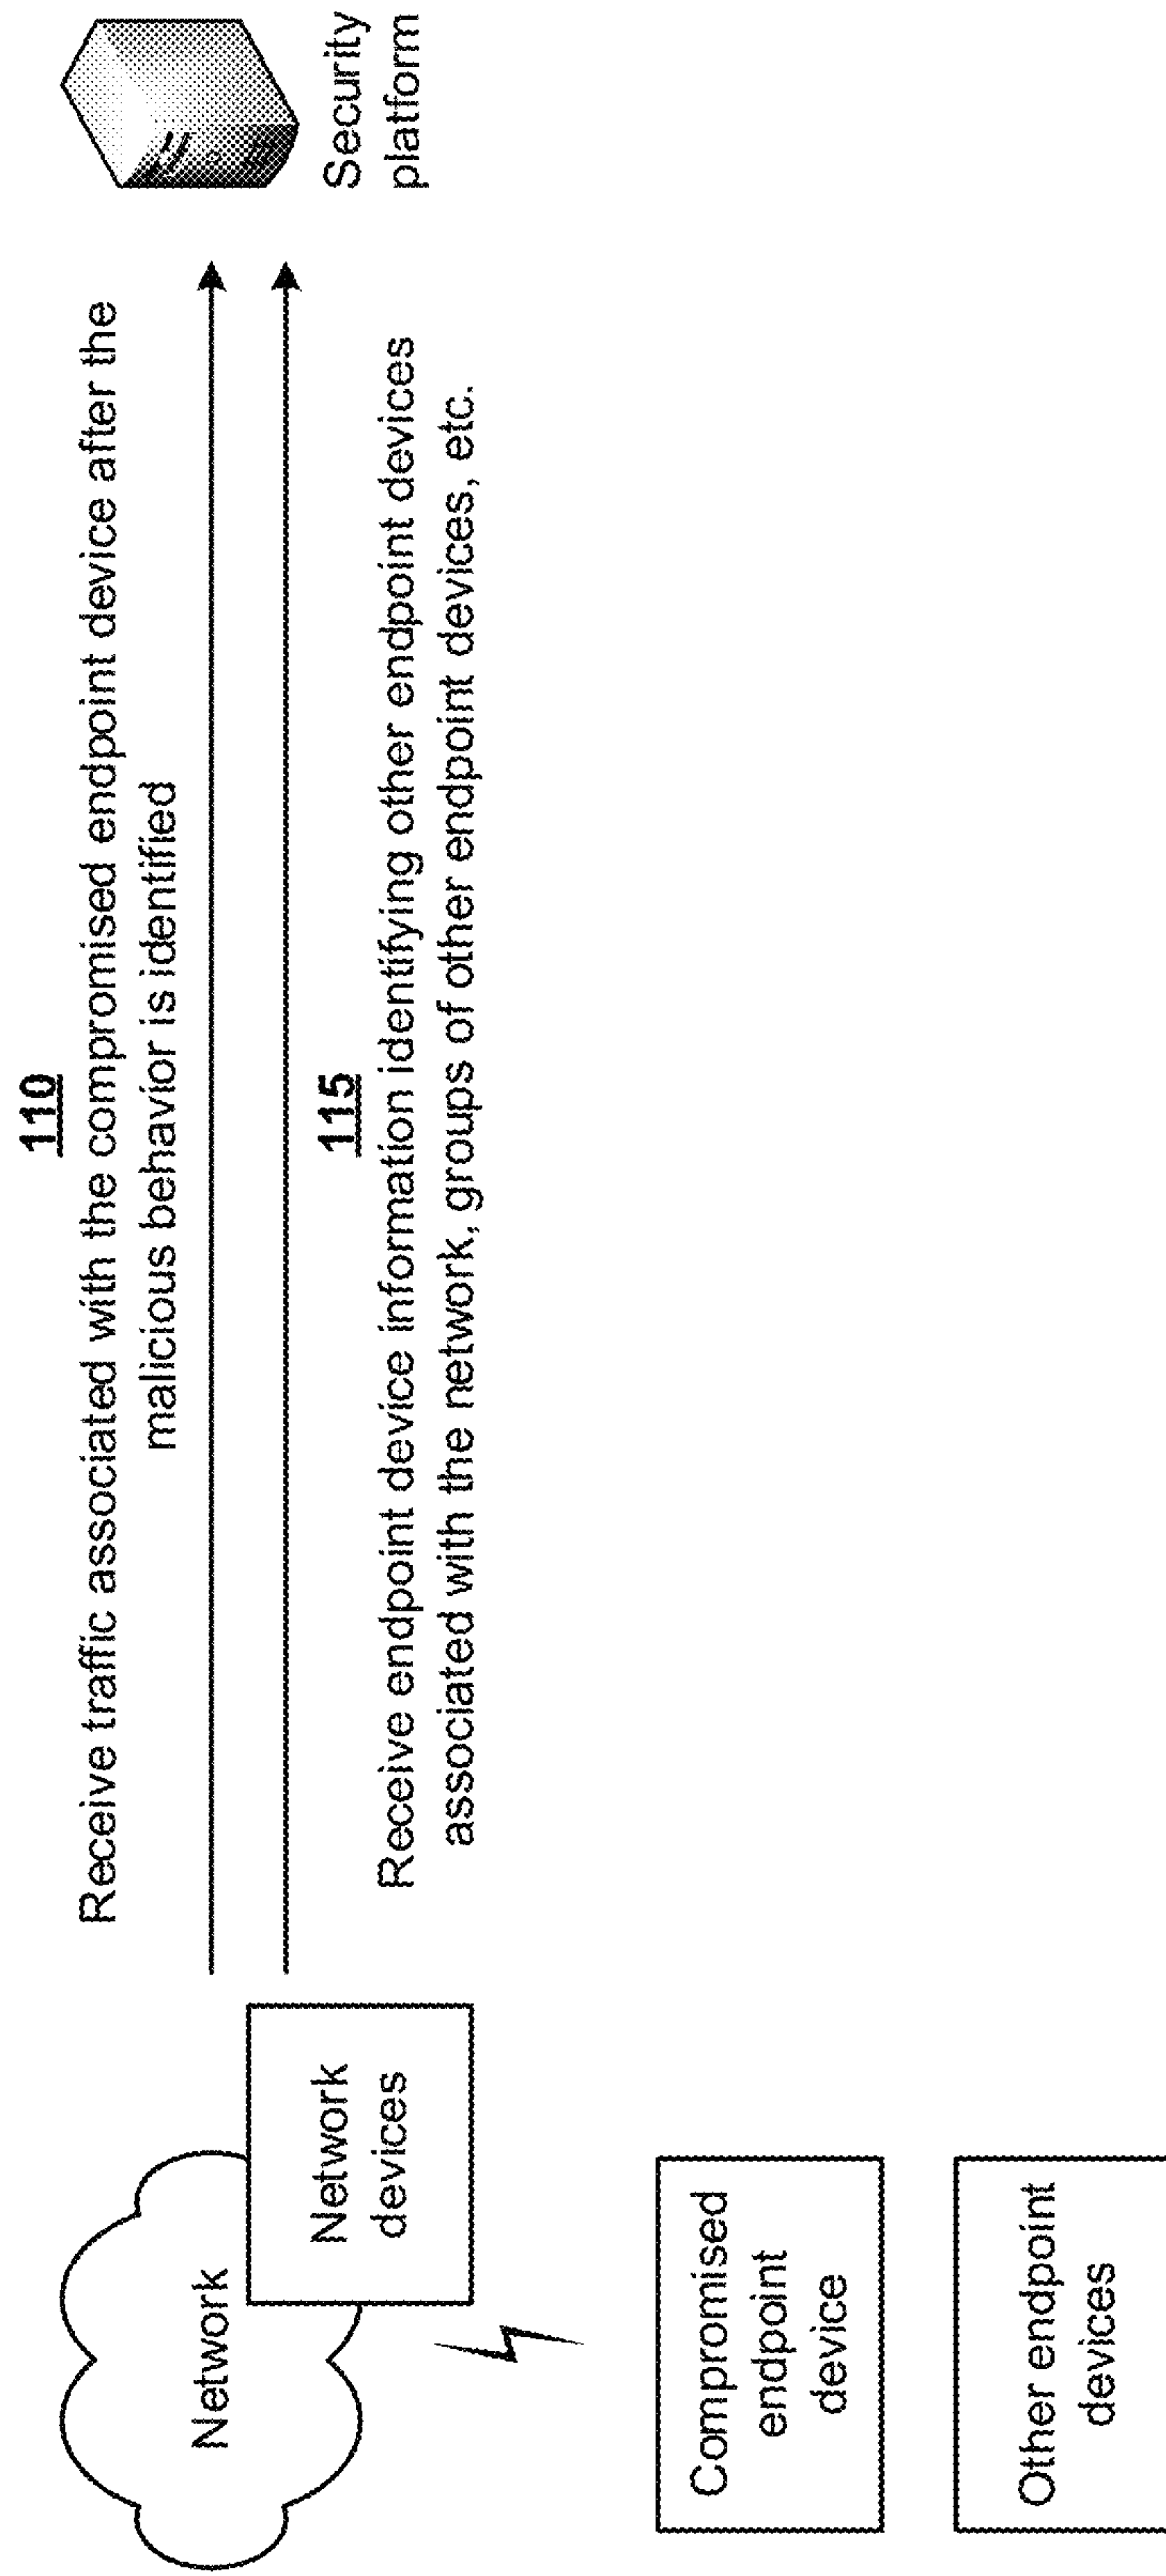 110
Receive traffic associated with the compromised endpoint device after the
malicious behavior is identified
115
Receive endpoint device information identifying other endpoint devices
associated with the network, groups of other endpoint devices, etc.
Security
platform
Network
Network
devices
Compromised
endpoint
device
Other endpoint
devices